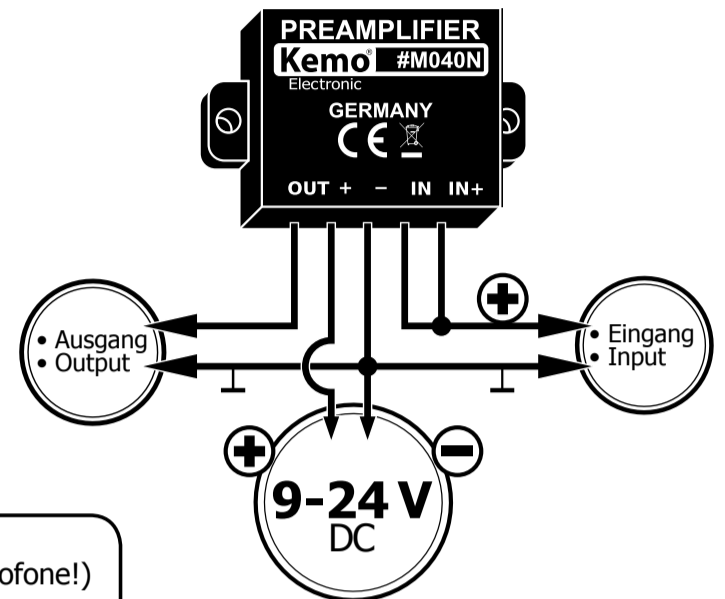 PREAMPLIFIER
Kemo® #M040N
Electronic
GERMANY
CE
OUT + − IN IN+
• Ausgang
• Output
• Eingang
• Input
9-24 V
DC
ofone!)